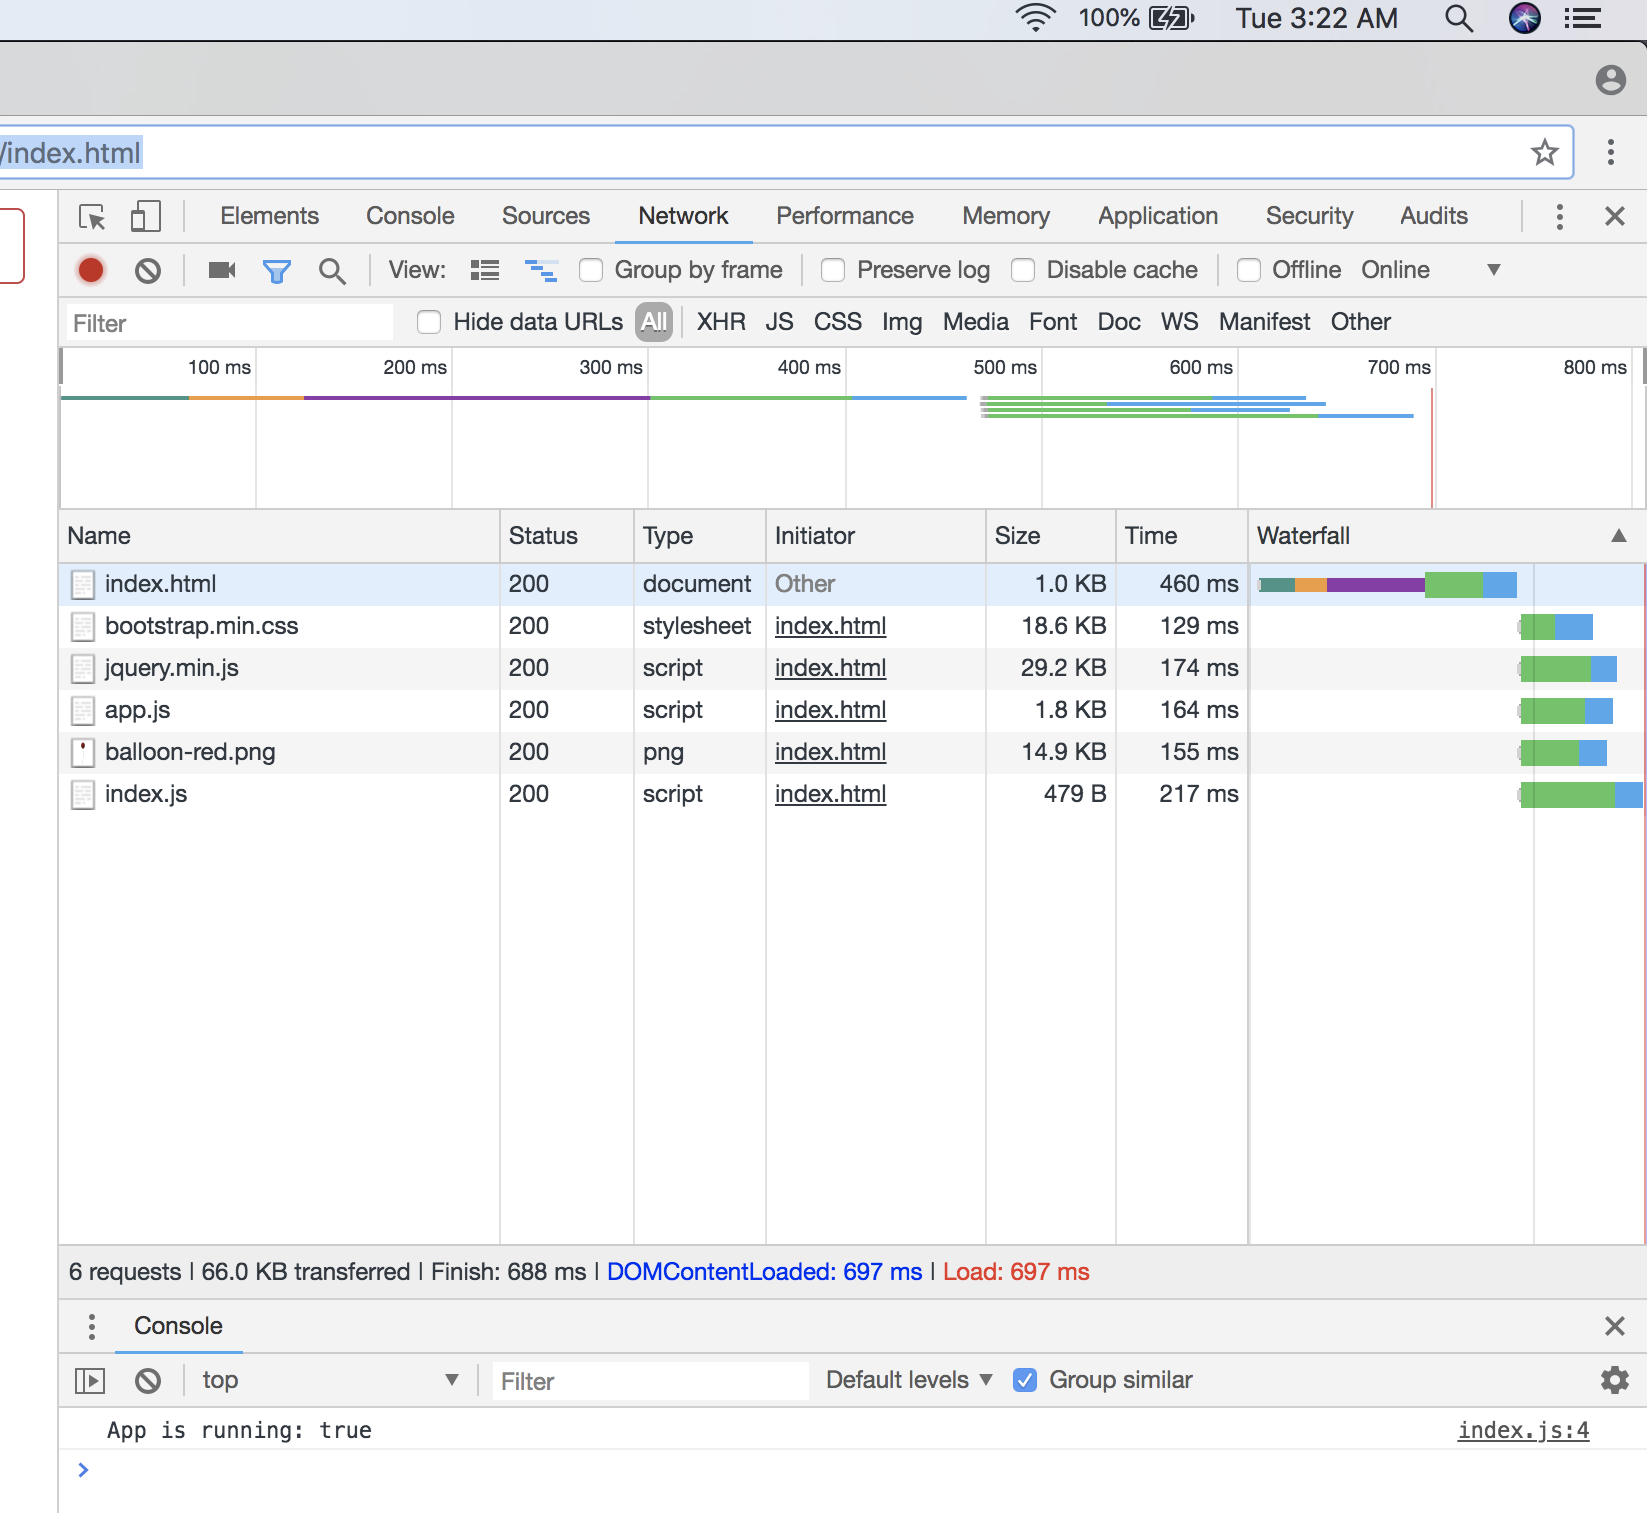 100% Tue 3:22 AM
/index.html
Elements Console Sources Network Performance Memory Application Security Audits
View: Group by frame Preserve log Disable cache Offline Online
Filter Hide data URLs All XHR JS CSS Img Media Font Doc WS Manifest Other
100 ms 200 ms 300 ms 400 ms 500 ms 600 ms 700 ms 800 ms
Name Status Type Initiator Size Time Waterfall
index.html 200 document Other 1.0 KB 460 ms
bootstrap.min.css 200 stylesheet index.html 18.6 KB 129 ms
jquery.min.js 200 script index.html 29.2 KB 174 ms
app.js 200 script index.html 1.8 KB 164 ms
balloon-red.png 200 png index.html 14.9 KB 155 ms
index.js 200 script index.html 479 B 217 ms
6 requests | 66.0 KB transferred | Finish: 688 ms | DOMContentLoaded: 697 ms | Load: 697 ms
Console
top Filter Default levels Group similar
App is running: true index.js:4